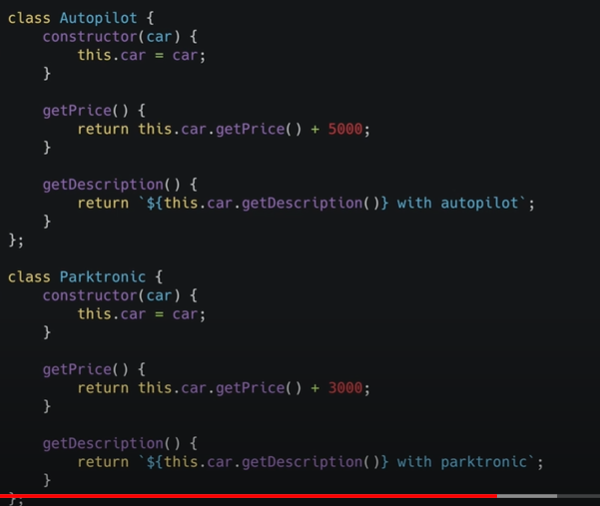 class Autopilot {
    constructor(car) {
        this.car = car;
    }

    getPrice() {
        return this.car.getPrice() + 5000;
    }

    getDescription() {
        return `${this.car.getDescription()} with autopilot`;
    }
};

class Parktronic {
    constructor(car) {
        this.car = car;
    }

    getPrice() {
        return this.car.getPrice() + 3000;
    }

    getDescription() {
        return `${this.car.getDescription()} with parktronic`;
    }
};